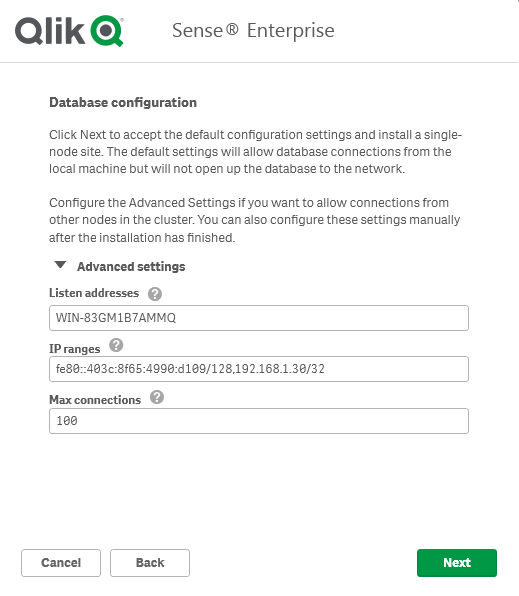 Qlik Sense® Enterprise
Database configuration
Click Next to accept the default configuration settings and install a single-
node site. The default settings will allow database connections from the
local machine but will not open up the database to the network.
Configure the Advanced Settings if you want to allow connections from
other nodes in the cluster. You can also configure these settings manually
after the installation has finished.
Advanced settings
Listen addresses ?
WIN-83GM1B7AMMQ
IP ranges ?
fe80::403c:8f65:4990:d109/128,192.168.1.30/32
Max connections ?
100
Cancel Back Next